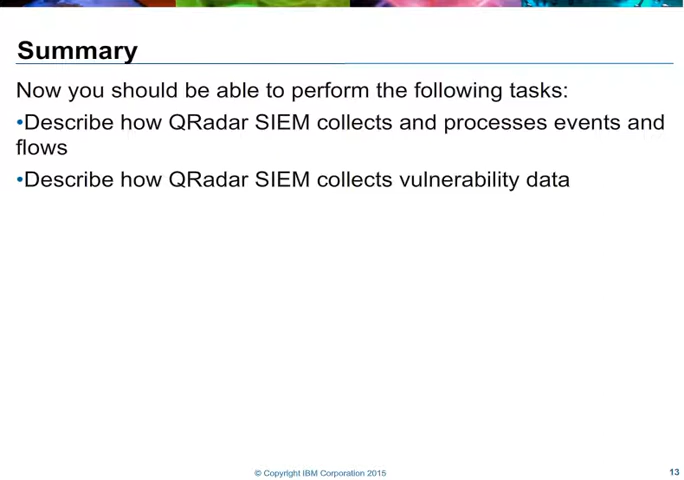 Summary
Now you should be able to perform the following tasks:
•Describe how QRadar SIEM collects and processes events and
flows
•Describe how QRadar SIEM collects vulnerability data
© Copyright IBM Corporation 2015
13